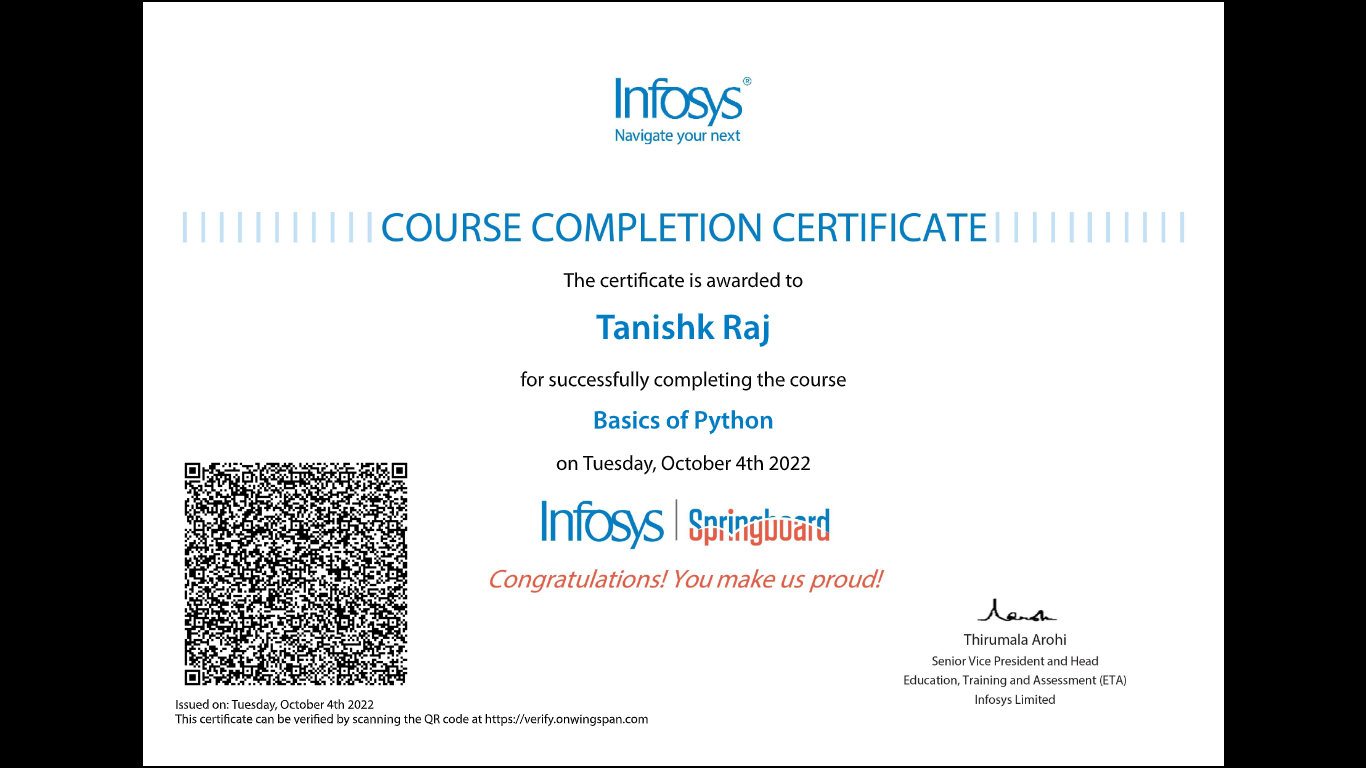 Infosys®
Navigate your next
COURSE COMPLETION CERTIFICATE
The certificate is awarded to
Tanishk Raj
for successfully completing the course
Basics of Python
on Tuesday, October 4th 2022
Infosys | Springboard
Congratulations! You make us proud!
Thirumala Arohi
Senior Vice President and Head
Education, Training and Assessment (ETA)
Infosys Limited
Issued on: Tuesday, October 4th 2022
This certificate can be verified by scanning the QR code at https://verify.onwingspan.com